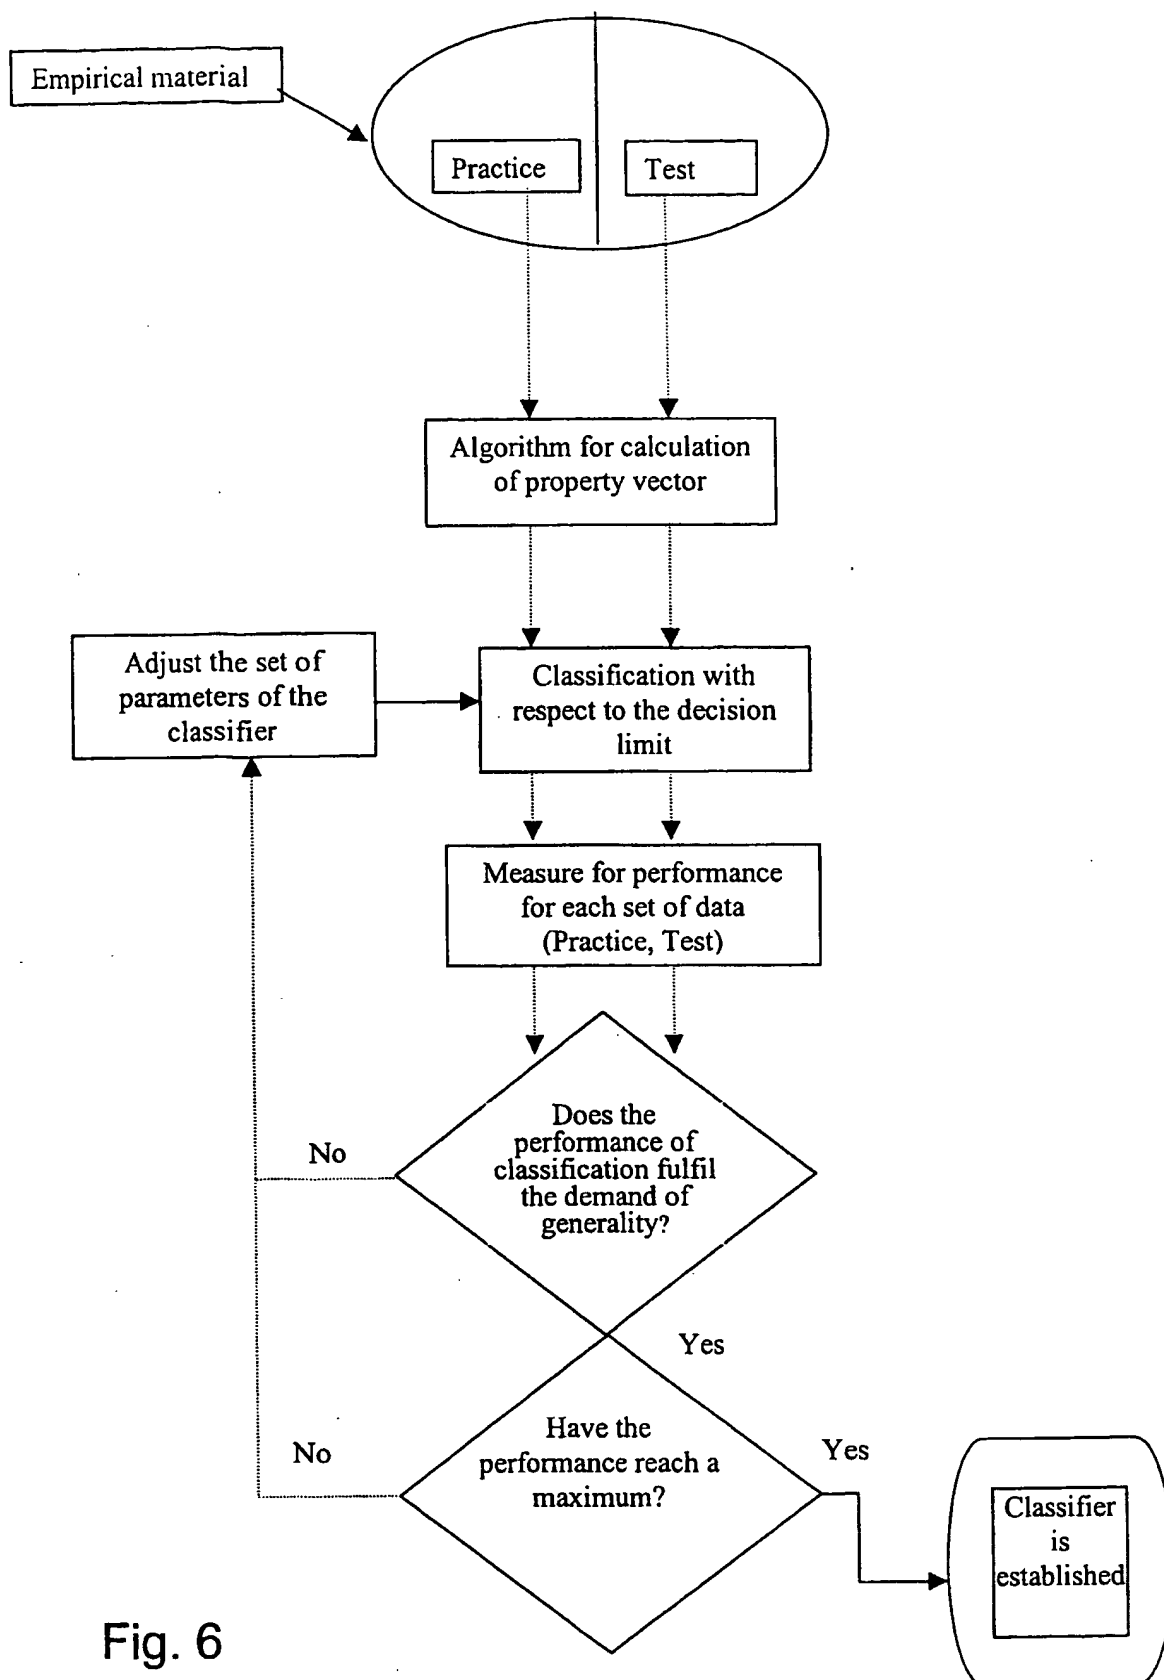 Empirical material
Practice
Test
Algorithm for calculation
of property vector
Adjust the set of
parameters of the
classifier
Classification with
respect to the decision
limit
Measure for performance
for each set of data
(Practice, Test)
Does the
performance of
classification fulfil
the demand of
generality?
No
Yes
Have the
performance reach a
maximum?
No
Yes
Classifier
is
established
Fig. 6